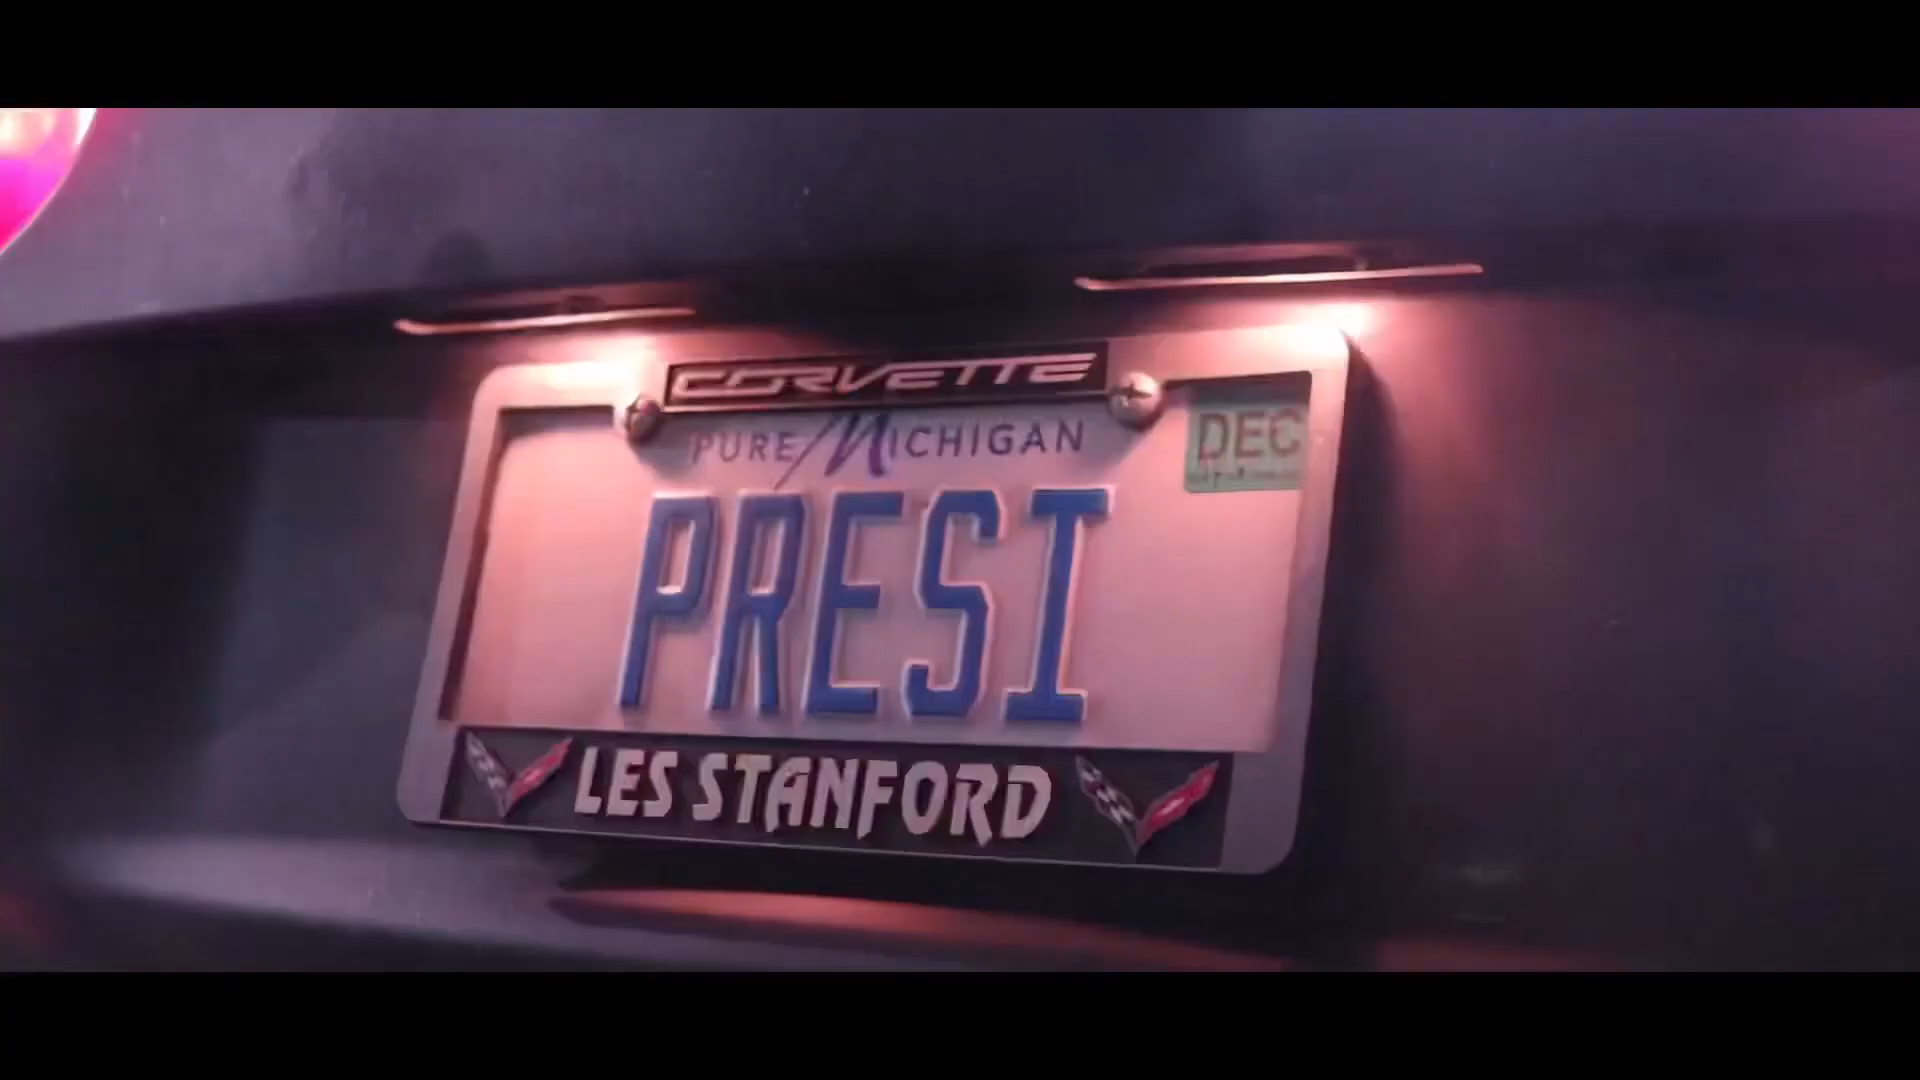 CORVETTE
PURE MICHIGAN
DEC
PRESI
LES STANFORD